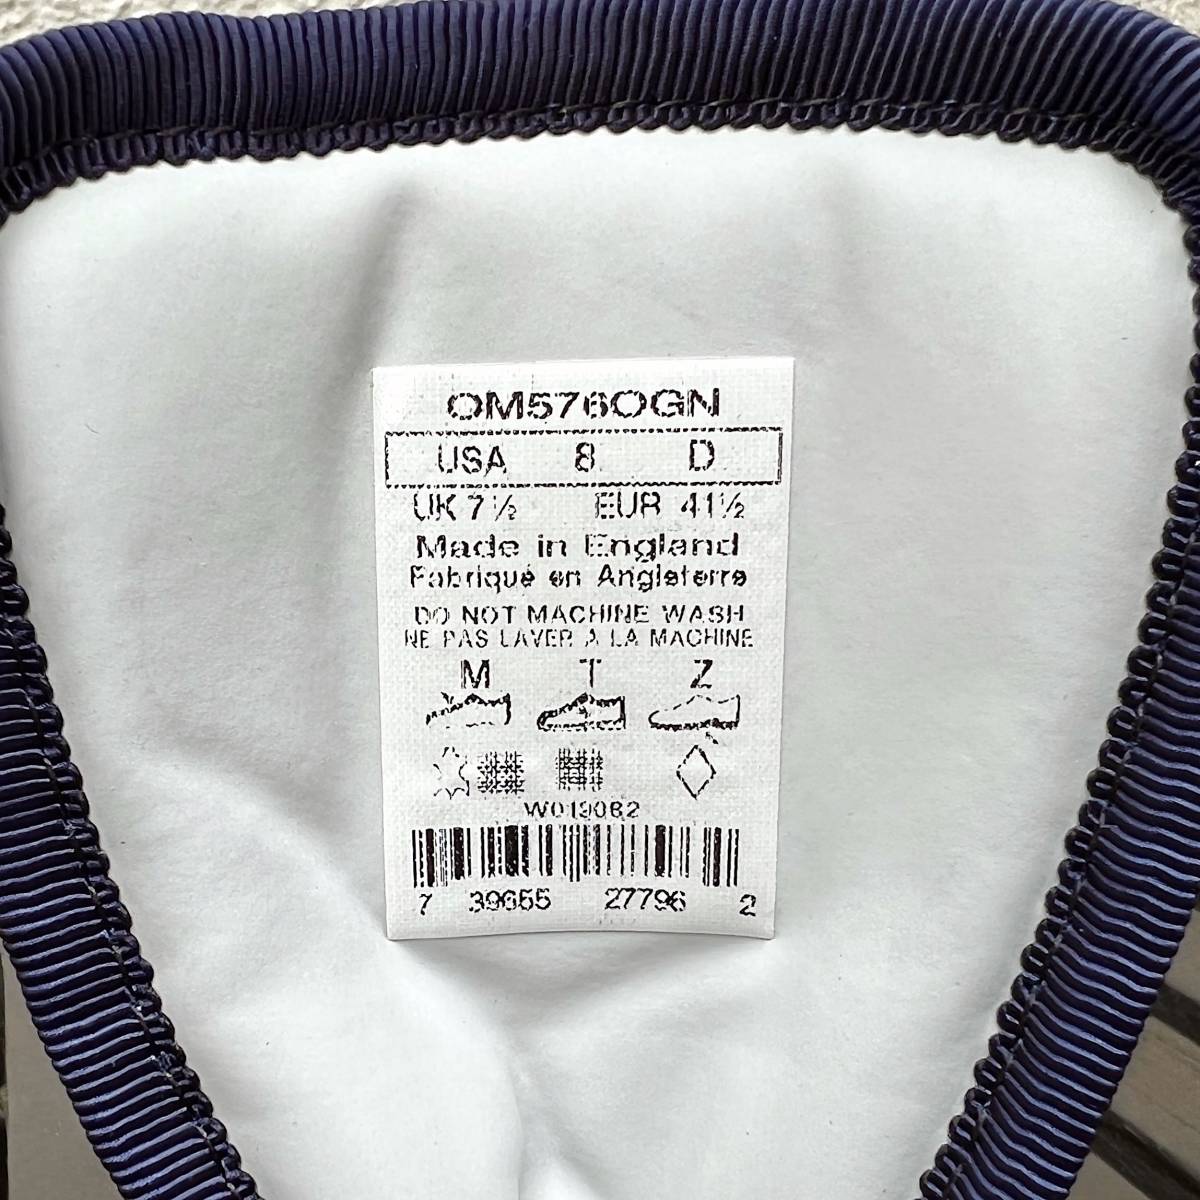 OM576OGN
USA 8 D
UK 7½ EUR 41½
Made in England
Fabriqué en Angleterre
DO NOT MACHINE WASH
NE PAS LAVER A LA MACHINE
M T Z
7 39655 27796 2